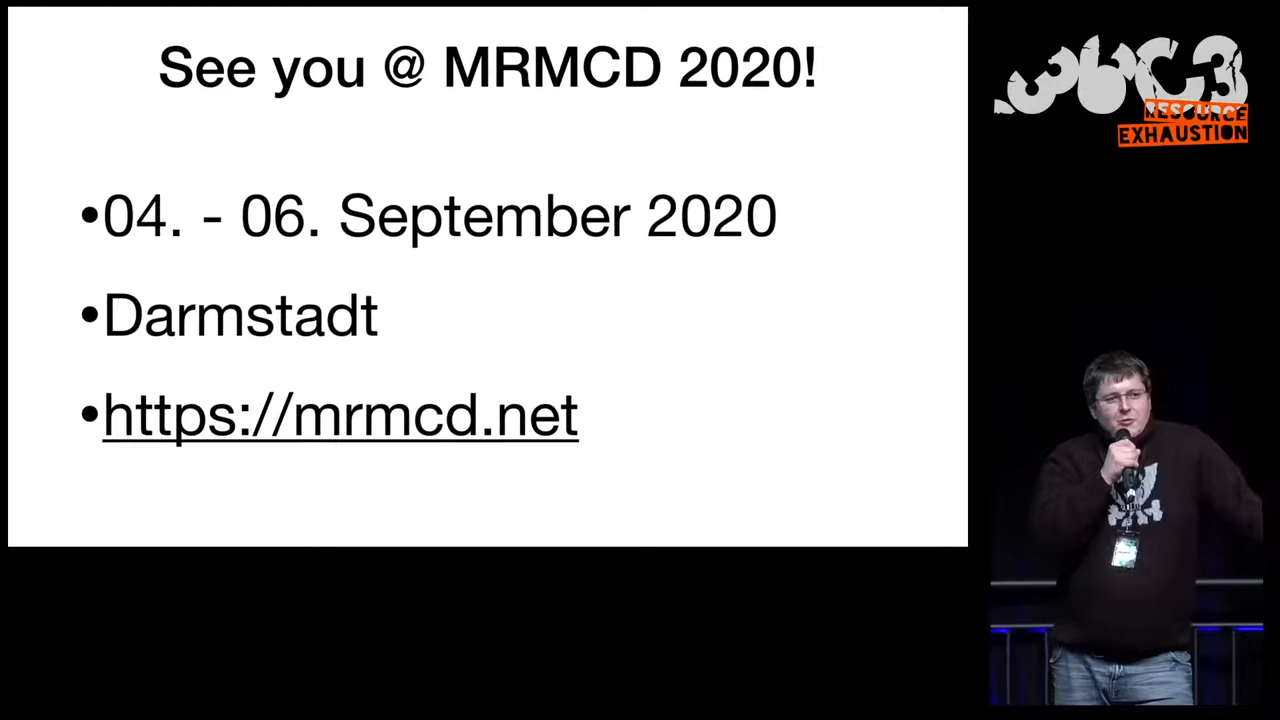 See you @ MRMCD 2020!
•04. - 06. September 2020
•Darmstadt
•https://mrmcd.net
36C3
RESOURCE
EXHAUSTION